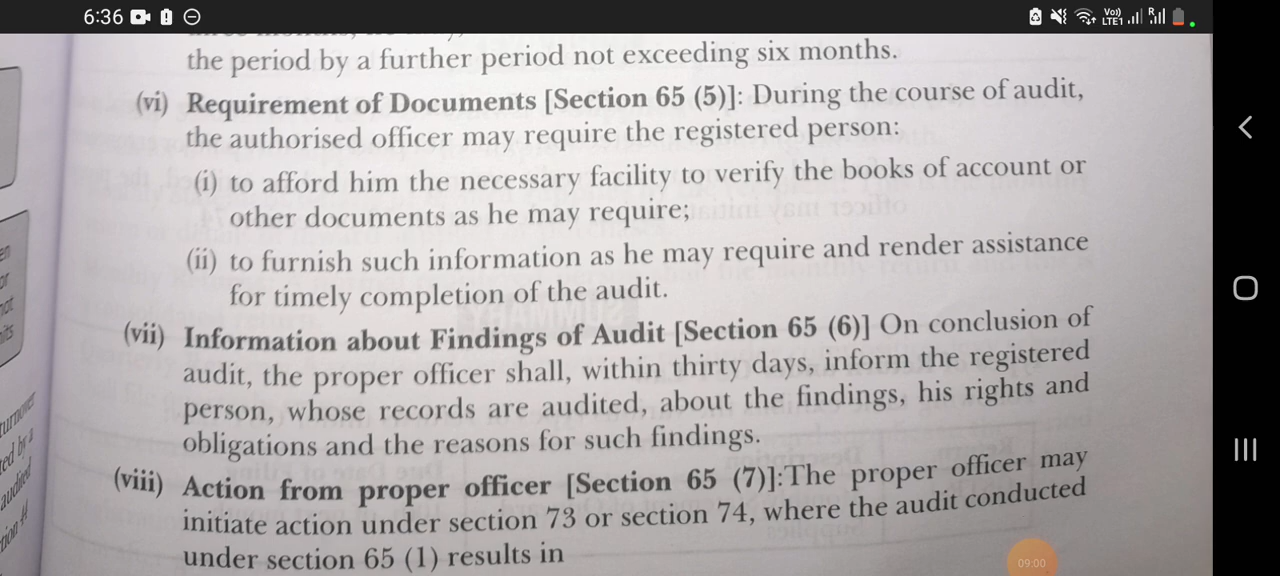 6:36
Vo)) LTE1 R
the period by a further period not exceeding six months.
(vi) Requirement of Documents [Section 65 (5)]: During the course of audit,
the authorised officer may require the registered person:
(i) to afford him the necessary facility to verify the books of account or
other documents as he may require;
(ii) to furnish such information as he may require and render assistance
for timely completion of the audit.
(vii) Information about Findings of Audit [Section 65 (6)] On conclusion of
audit, the proper officer shall, within thirty days, inform the registered
person, whose records are audited, about the findings, his rights and
obligations and the reasons for such findings.
(viii) Action from proper officer [Section 65 (7)]:The proper officer may
initiate action under section 73 or section 74, where the audit conducted
under section 65 (1) results in
09:00